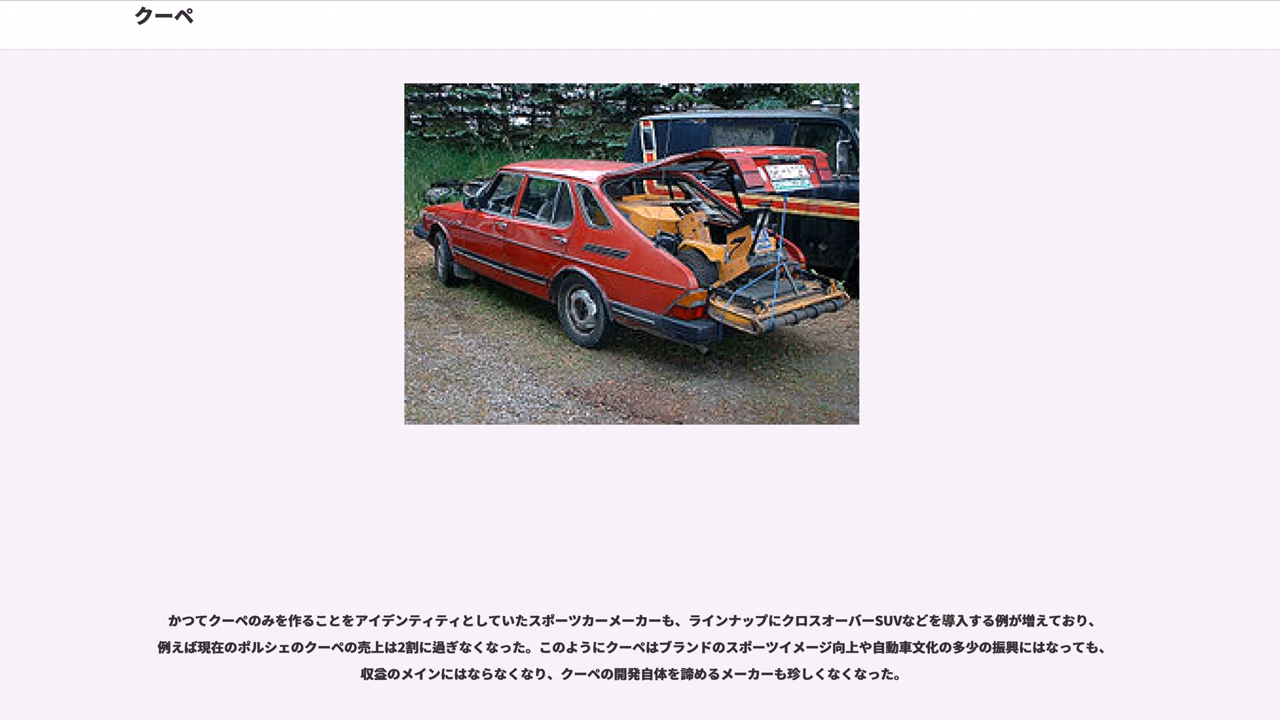 クーペ
かつてクーペのみを作ることをアイデンティティとしていたスポーツカーメーカーも、ラインナップにクロスオーバーSUVなどを導入する例が増えており、
例えば現在のポルシェのクーペの売上は2割に過ぎなくなった。このようにクーペはブランドのスポーツイメージ向上や自動車文化の多少の振興にはなっても、
収益のメインにはならなくなり、クーペの開発自体を諦めるメーカーも珍しくなくなった。